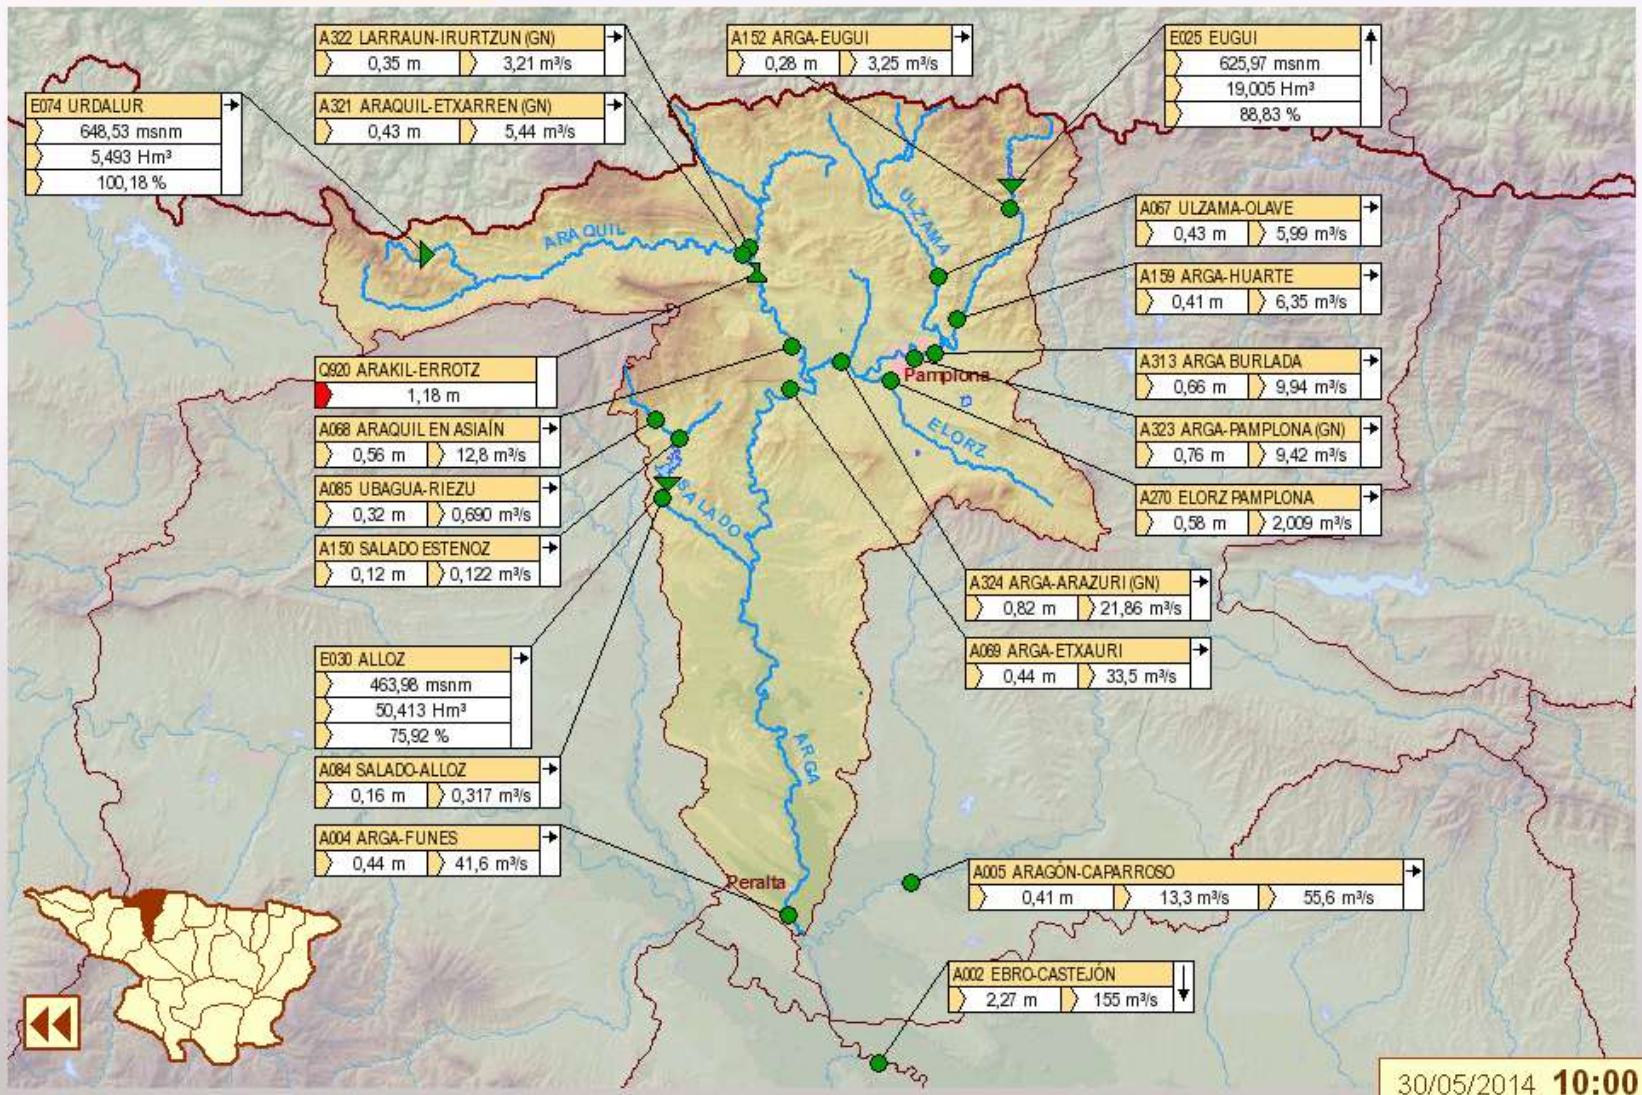 A322 LARRAUN-IRURTZUN (GN)
0,35 m 3,21 m³/s
A152 ARGA-EUGUI
0,28 m 3,25 m³/s
E025 EUGUI
625,97 msnm
19,005 Hm³
88,83 %
E074 URDALUR
648,53 msnm
5,493 Hm³
100,18 %
A321 ARAQUIL-ETXARREN (GN)
0,43 m 5,44 m³/s
ARAQUIL
ULZAMA
A067 ULZAMA-OLAVE
0,43 m 5,99 m³/s
A159 ARGA-HUARTE
0,41 m 6,35 m³/s
Q920 ARAKIL-ERROTZ
1,18 m
Pamplona
A313 ARGA BURLADA
0,66 m 9,94 m³/s
A068 ARAQUIL EN ASIAÍN
0,56 m 12,8 m³/s
ELORZ
A323 ARGA-PAMPLONA (GN)
0,76 m 9,42 m³/s
A085 UBAGUA-RIEZU
0,32 m 0,690 m³/s
SALADO
A270 ELORZ PAMPLONA
0,58 m 2,009 m³/s
A150 SALADO ESTENOZ
0,12 m 0,122 m³/s
A324 ARGA-ARAZURI (GN)
0,82 m 21,86 m³/s
A069 ARGA-ETXAURI
0,44 m 33,5 m³/s
E030 ALLOZ
463,98 msnm
50,413 Hm³
75,92 %
ARGA
A084 SALADO-ALLOZ
0,16 m 0,317 m³/s
A004 ARGA-FUNES
0,44 m 41,6 m³/s
Peralta
A005 ARAGÓN-CAPARROSO
0,41 m 13,3 m³/s 55,6 m³/s
A002 EBRO-CASTEJÓN
2,27 m 155 m³/s
30/05/2014 10:00